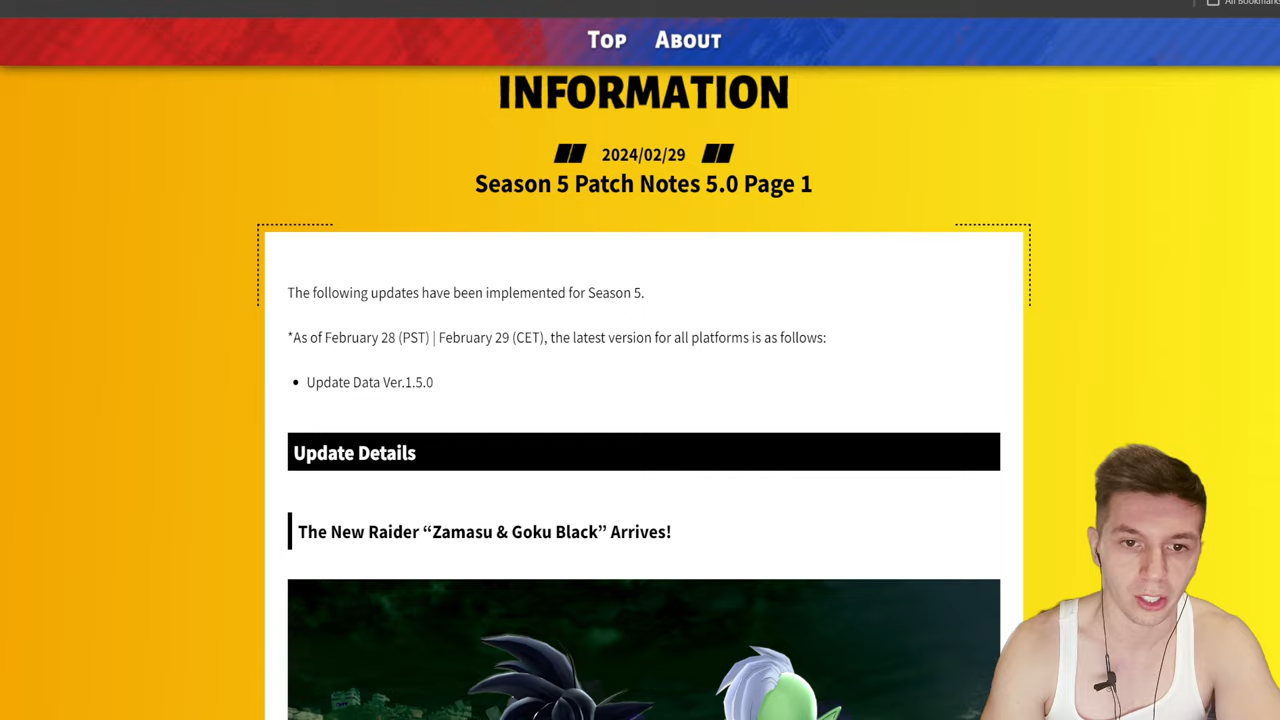 All Bookmarks
TOP ABOUT
INFORMATION
2024/02/29
Season 5 Patch Notes 5.0 Page 1
The following updates have been implemented for Season 5.
*As of February 28 (PST) | February 29 (CET), the latest version for all platforms is as follows:
• Update Data Ver.1.5.0
Update Details
The New Raider “Zamasu & Goku Black” Arrives!